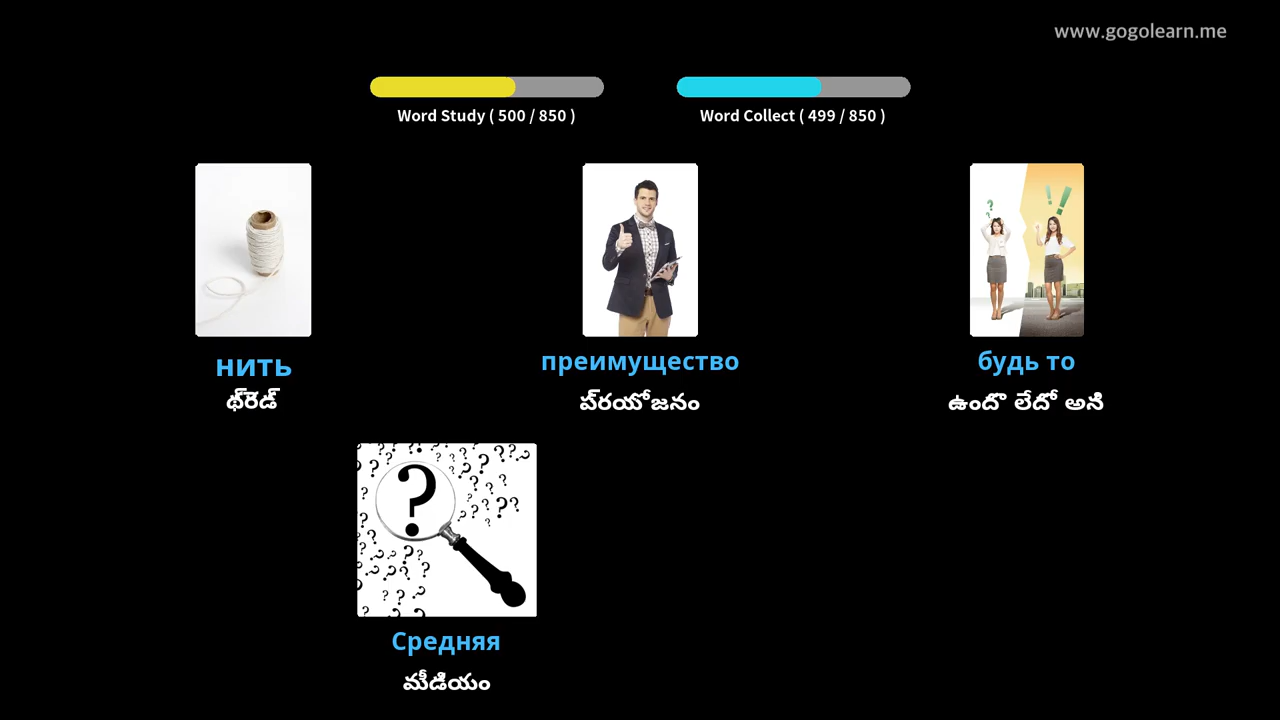 www.gogolearn.me
Word Study ( 500 / 850 )
Word Collect ( 499 / 850 )
нить
థ్రెడ్
преимущество
ప్రయోజనం
будь то
ఉందొ లేదో అని
Средняя
మీడియం